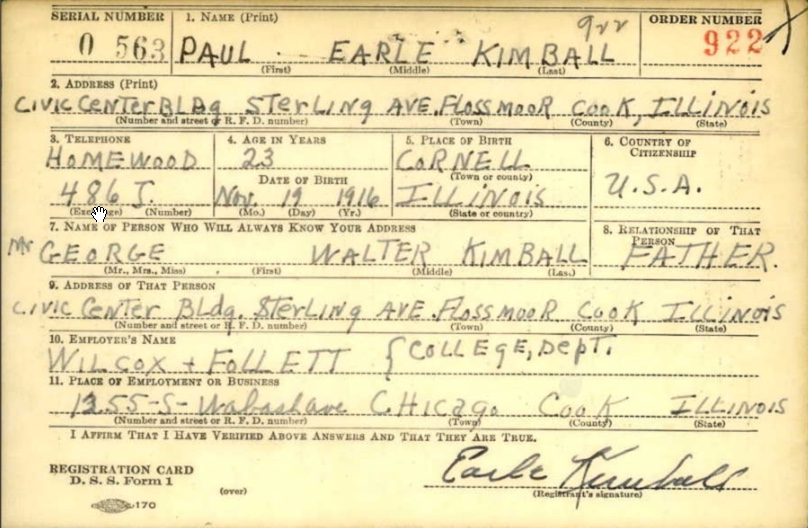 SERIAL NUMBER 1. NAME (Print) ORDER NUMBER
922
0 563 PAUL EARLE KIMBALL 922
(First) (Middle) (Last)
2. ADDRESS (Print)
CIVIC CENTER BLDg STERLING AVE. FLOSSMOOR COOK, ILLINOIS
(Number and street or R. F. D. number) (Town) (County) (State)
3. TELEPHONE 4. AGE IN YEARS 5. PLACE OF BIRTH 6. COUNTRY OF CITIZENSHIP
HOMEWOOD 23 CORNELL
(Town or county)
DATE OF BIRTH U.S.A.
486 J. Nov. 19 1916 ILLINOIS
(Exchange) (Number) (Mo.) (Day) (Yr.) (State or country)
7. NAME OF PERSON WHO WILL ALWAYS KNOW YOUR ADDRESS 8. RELATIONSHIP OF THAT PERSON
Mr GEORGE WALTER KIMBALL FATHER.
(Mr., Mrs., Miss) (First) (Middle) (Last)
9. ADDRESS OF THAT PERSON
CIVIC CENTER BLDg. STERLING AVE. FLOSSMOOR COOK ILLINOIS
(Number and street or R. F. D. number) (Town) (County) (State)
10. EMPLOYER'S NAME
WILCOX + FOLLETT { COLLEGE, DEPT.
11. PLACE OF EMPLOYMENT OR BUSINESS
1255-S- Wabash ave CHICAgo COOK ILLINOIS
(Number and street or R. F. D. number) (Town) (County) (State)
I AFFIRM THAT I HAVE VERIFIED ABOVE ANSWERS AND THAT THEY ARE TRUE.
REGISTRATION CARD
D. S. S. Form 1
(over)
Earle Kimball
(Registrant's signature)
170